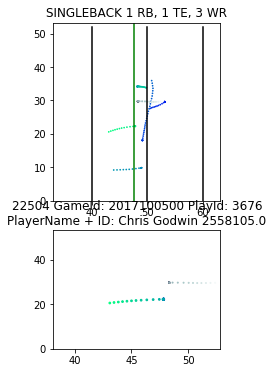 SINGLEBACK 1 RB, 1 TE, 3 WR
50
40
30
20
10
0
40 50 60
22504 GameId: 2017100500 PlayId: 3676
PlayerName + ID: Chris Godwin 2558105.0
40
20
0
40 45 50